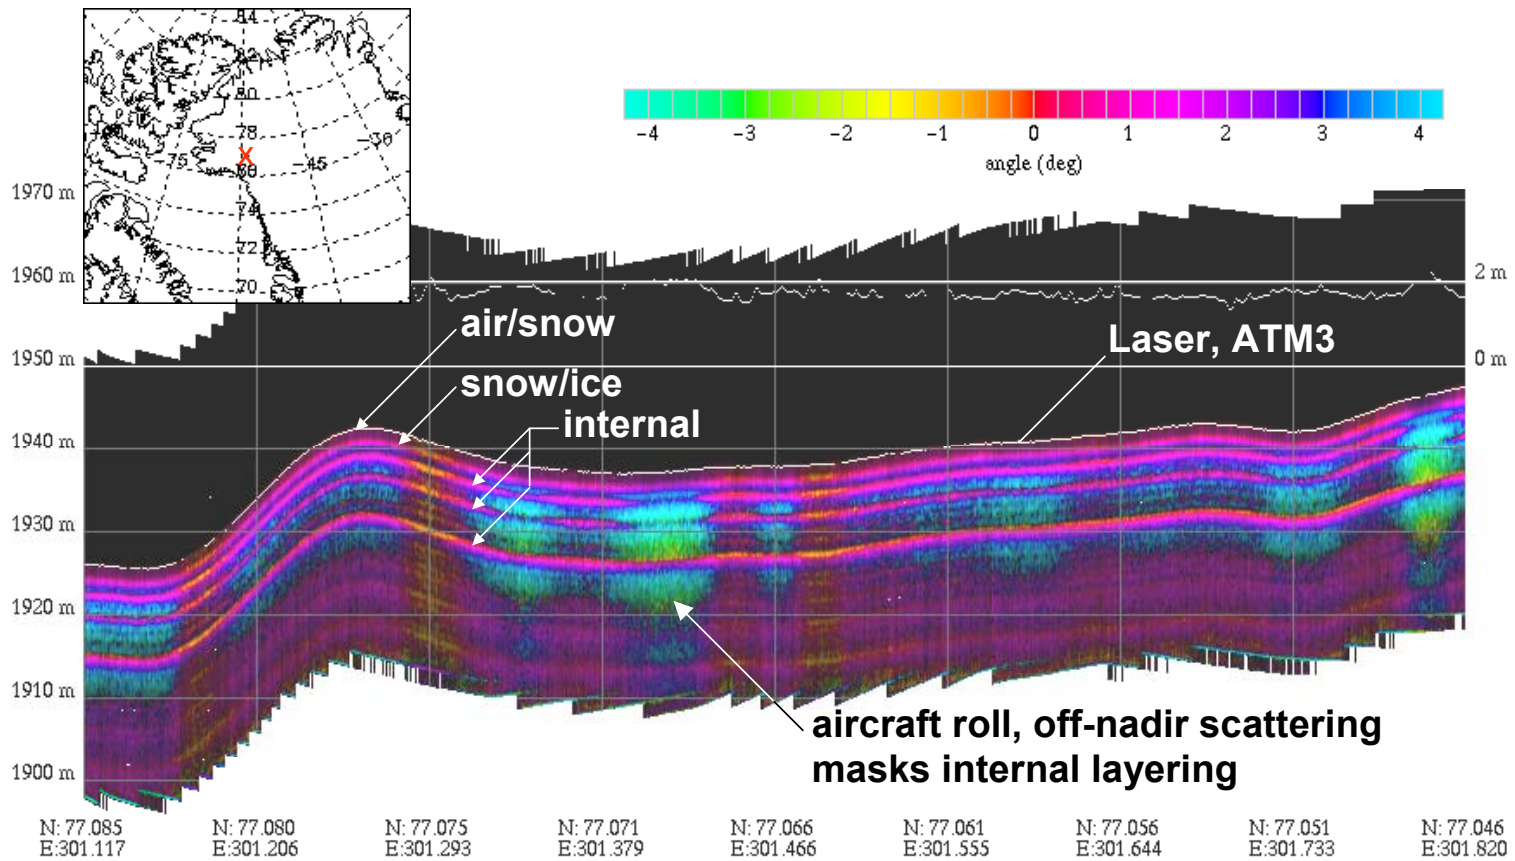 84
82
80
78
76
74
72
70
-75
-45
-30
-4 -3 -2 -1 0 1 2 3 4
angle (deg)
1970 m
1960 m
1950 m
1940 m
1930 m
1920 m
1910 m
1900 m
2 m
0 m
air/snow
snow/ice
internal
Laser, ATM3
aircraft roll, off-nadir scattering
masks internal layering
N: 77.085 N: 77.080 N: 77.075 N: 77.071 N: 77.066 N: 77.061 N: 77.056 N: 77.051 N: 77.046
E:301.117 E:301.206 E:301.293 E:301.379 E:301.466 E:301.555 E:301.644 E:301.733 E:301.820